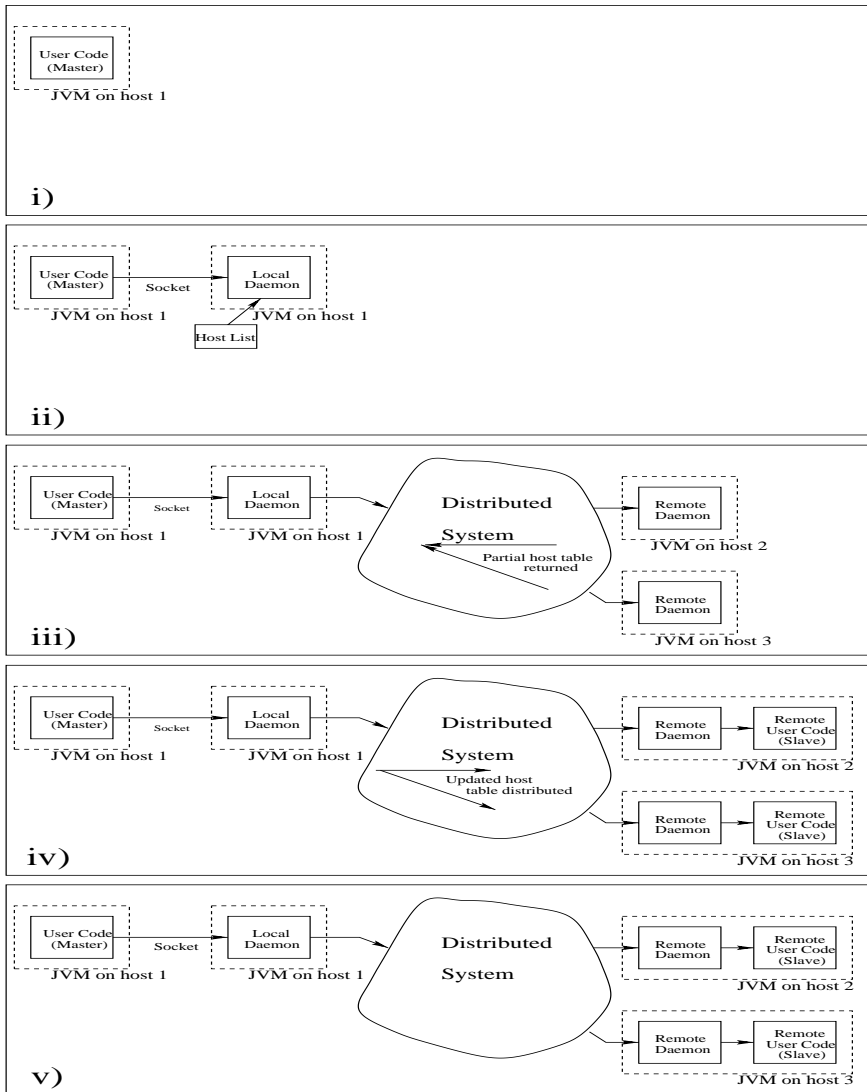 User Code
(Master)
JVM on host 1
i)
User Code
(Master)
Socket
Local
Daemon
JVM on host 1
JVM on host 1
Host List
ii)
User Code
(Master)
Socket
Local
Daemon
JVM on host 1
JVM on host 1
Distributed
System
Partial host table
returned
Remote
Daemon
JVM on host 2
Remote
Daemon
JVM on host 3
iii)
User Code
(Master)
Socket
Local
Daemon
JVM on host 1
JVM on host 1
Distributed
System
Updated host
table distributed
Remote
Daemon
Remote
User Code
(Slave)
JVM on host 2
Remote
Daemon
Remote
User Code
(Slave)
JVM on host 3
iv)
User Code
(Master)
Socket
Local
Daemon
JVM on host 1
JVM on host 1
Distributed
System
Remote
Daemon
Remote
User Code
(Slave)
JVM on host 2
Remote
Daemon
Remote
User Code
(Slave)
JVM on host 3
v)